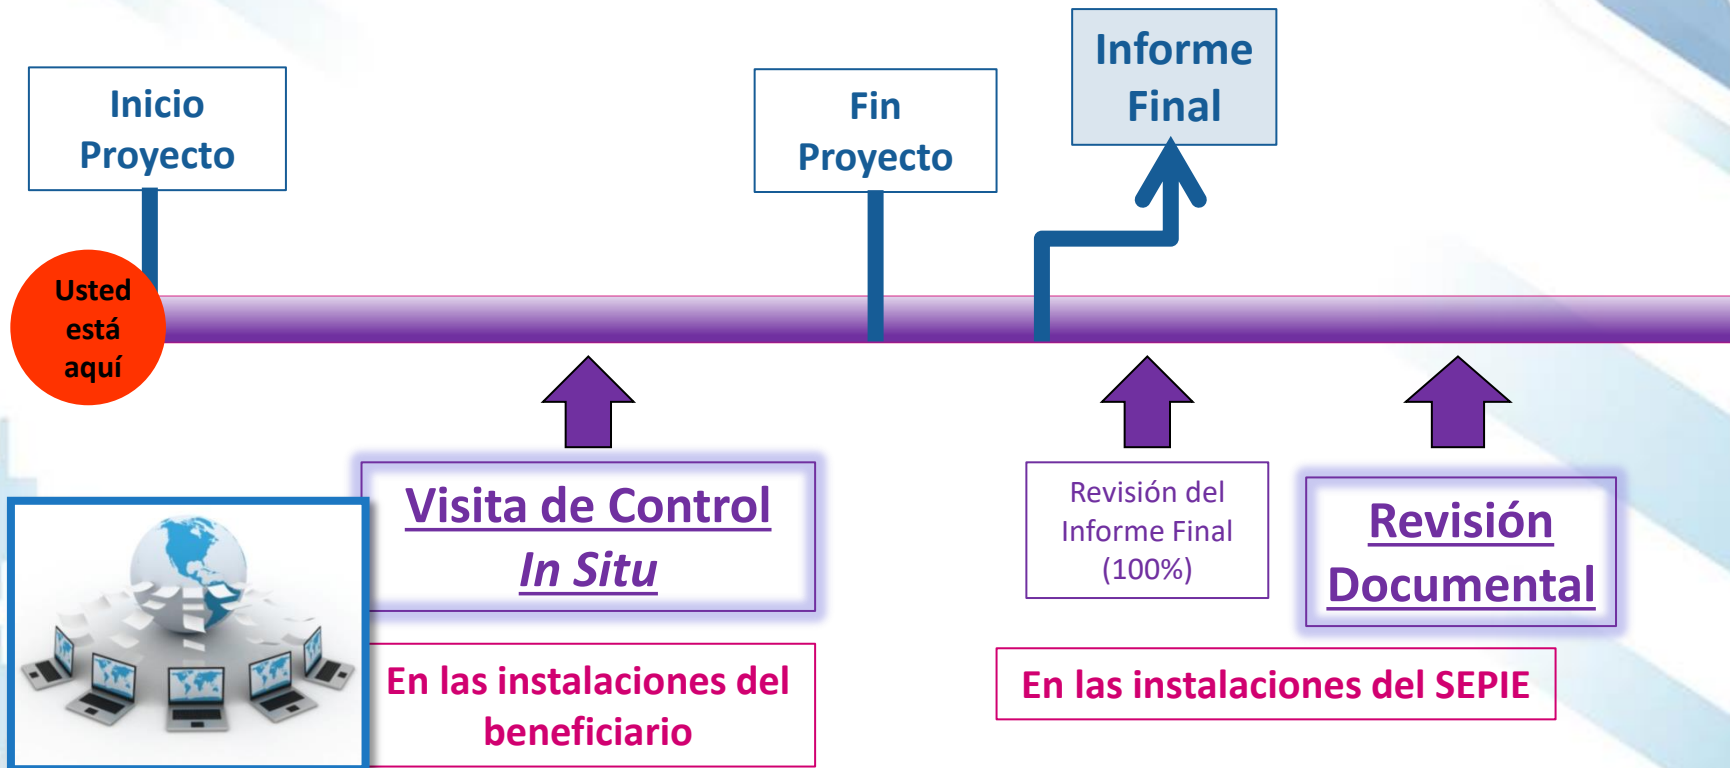 Inicio
Proyecto
Fin
Proyecto
Informe
Final
Usted
está
aquí
Visita de Control
In Situ
En las instalaciones del
beneficiario
Revisión del
Informe Final
(100%)
Revisión
Documental
En las instalaciones del SEPIE